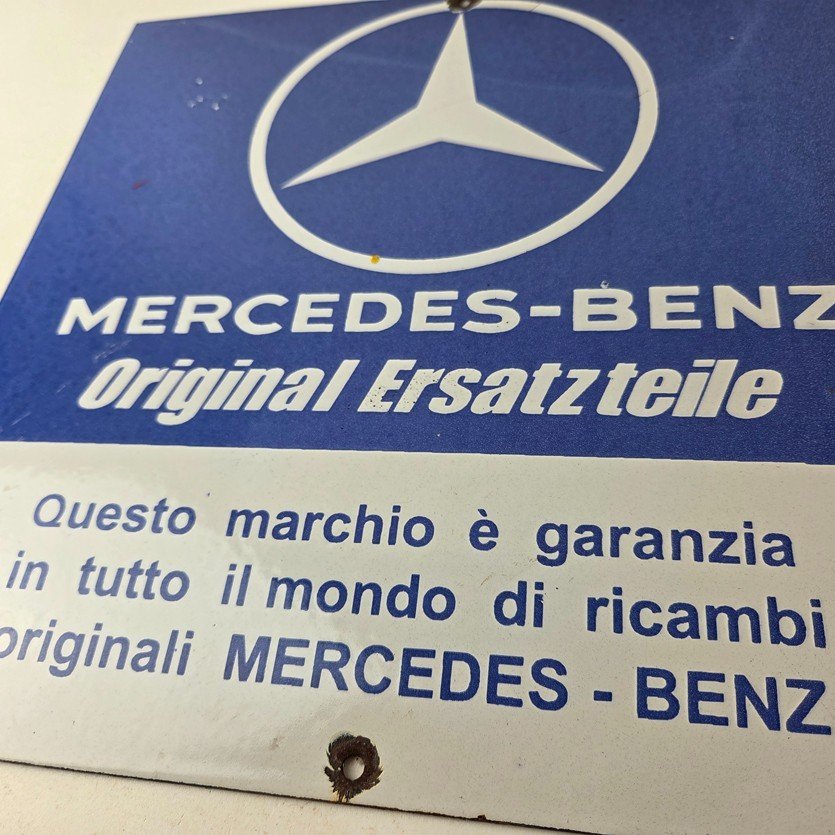 MERCEDES-BENZ
Original Ersatzteile
Questo marchio è garanzia
in tutto il mondo di ricambi
originali MERCEDES - BENZ